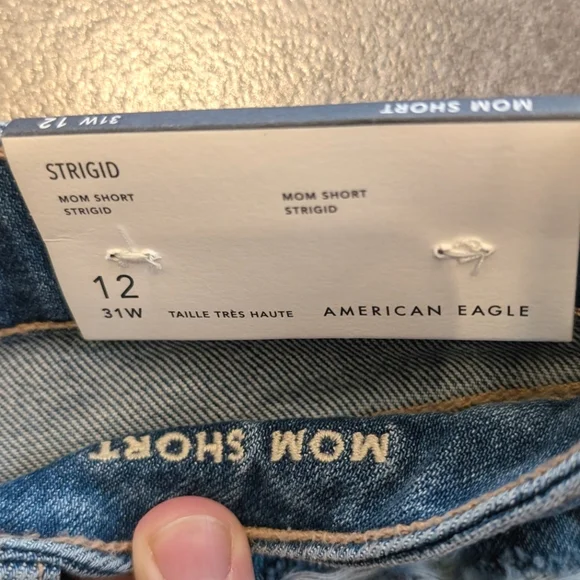 MOM SHORT
31W 12
STRIGID
MOM SHORT
STRIGID
MOM SHORT
STRIGID
12
31W
TAILLE TRÈS HAUTE
AMERICAN EAGLE
MOM SHORT